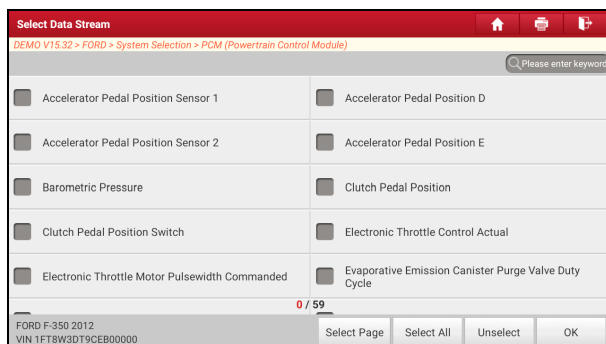 Select Data Stream
DEMO V15.32 > FORD > System Selection > PCM (Powertrain Control Module)
Please enter keyword
Accelerator Pedal Position Sensor 1
Accelerator Pedal Position D
Accelerator Pedal Position Sensor 2
Accelerator Pedal Position E
Barometric Pressure
Clutch Pedal Position
Clutch Pedal Position Switch
Electronic Throttle Control Actual
Electronic Throttle Motor Pulsewidth Commanded
Evaporative Emission Canister Purge Valve Duty
Cycle
0 / 59
FORD F-350 2012
VIN 1FT8W3DT9CEB00000
Select Page
Select All
Unselect
OK